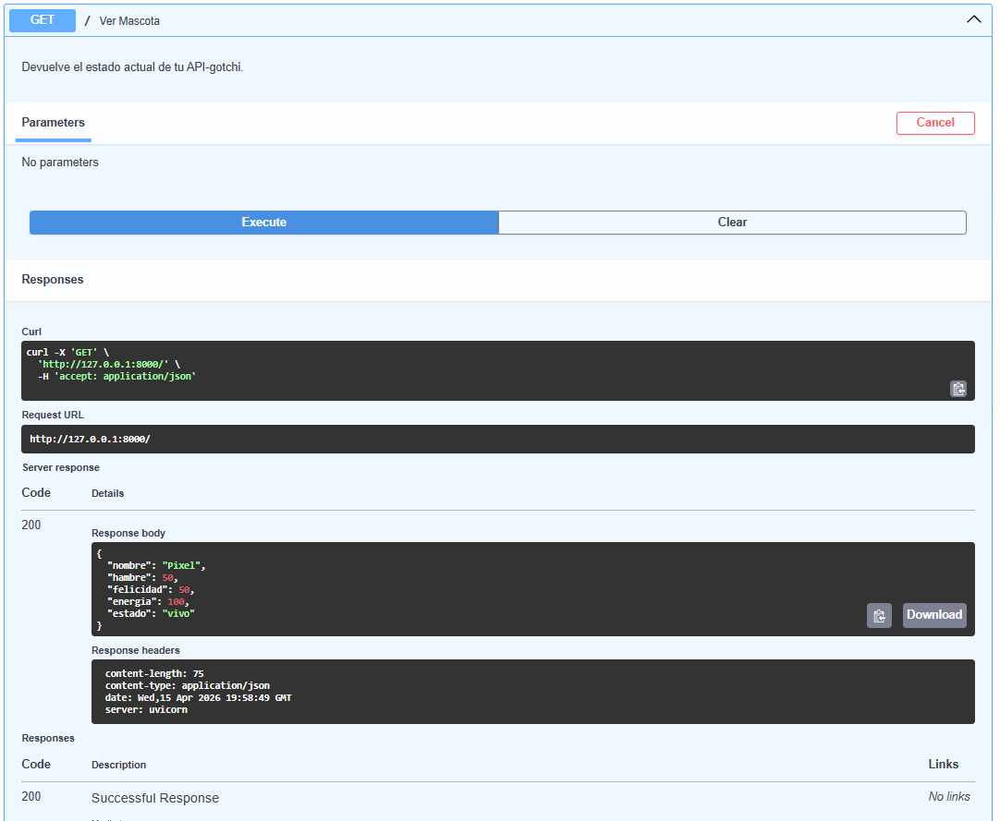 GET / Ver Mascota
Devuelve el estado actual de tu API-gotchi.
Parameters
Cancel
No parameters
Execute
Clear
Responses
Curl
curl -X 'GET' \
'http://127.0.0.1:8000/' \
-H 'accept: application/json'
Request URL
http://127.0.0.1:8000/
Server response
Code Details
200
Response body
{
"nombre": "Pixel",
"hambre": 50,
"felicidad": 50,
"energia": 100,
"estado": "vivo"
}
Download
Response headers
content-length: 75
content-type: application/json
date: Wed,15 Apr 2026 19:58:49 GMT
server: uvicorn
Responses
Code Description Links
200 Successful Response No links